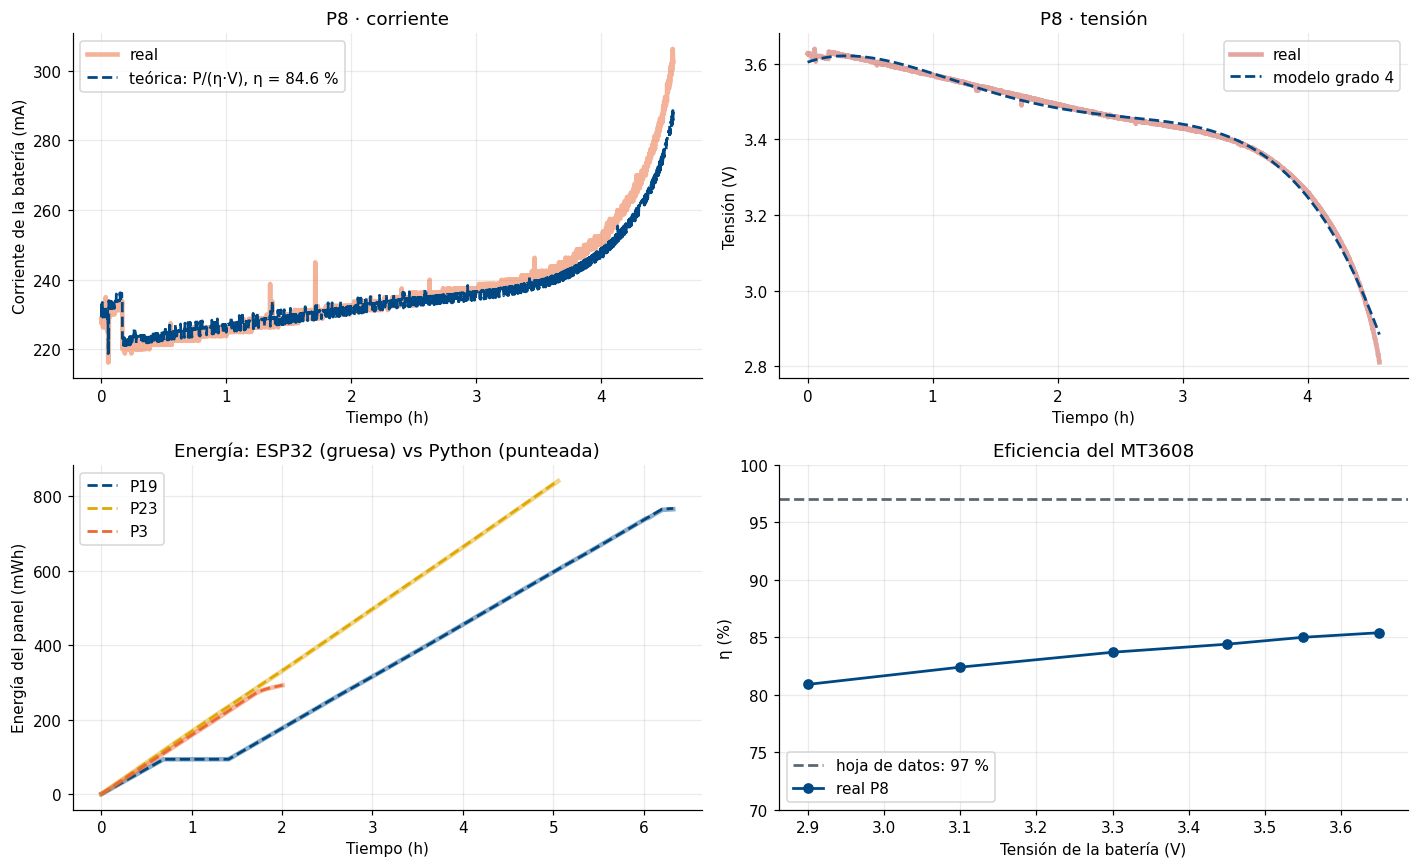 P8 · corriente
real
teórica: P/(η·V), η = 84.6 %
Corriente de la batería (mA)
300
280
260
240
220
0 1 2 3 4
Tiempo (h)
P8 · tensión
real
modelo grado 4
Tensión (V)
3.6
3.4
3.2
3.0
2.8
0 1 2 3 4
Tiempo (h)
Energía: ESP32 (gruesa) vs Python (punteada)
P19
P23
P3
Energía del panel (mWh)
800
600
400
200
0
0 1 2 3 4 5 6
Tiempo (h)
Eficiencia del MT3608
η (%)
100
95
90
85
80
75
70
hoja de datos: 97 %
real P8
2.9 3.0 3.1 3.2 3.3 3.4 3.5 3.6
Tensión de la batería (V)